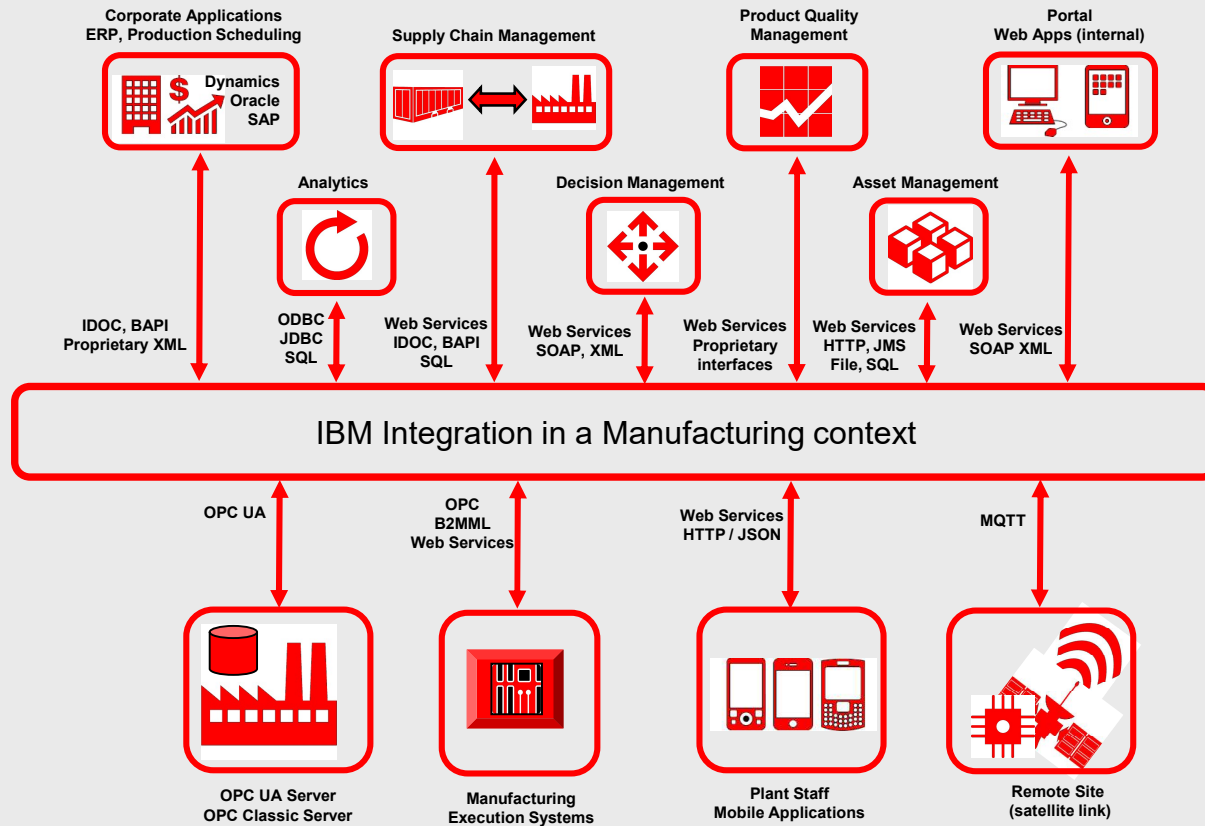 Corporate Applications
ERP, Production Scheduling
Supply Chain Management
Product Quality
Management
Portal
Web Apps (internal)
$
Dynamics
Oracle
SAP
Analytics
Decision Management
Asset Management
IDOC, BAPI
Proprietary XML
ODBC
JDBC
SQL
Web Services
IDOC, BAPI
SQL
Web Services
SOAP, XML
Web Services
Proprietary
interfaces
Web Services
HTTP, JMS
File, SQL
Web Services
SOAP XML
IBM Integration in a Manufacturing context
OPC UA
OPC
B2MML
Web Services
Web Services
HTTP / JSON
MQTT
OPC UA Server
OPC Classic Server
Manufacturing
Execution Systems
Plant Staff
Mobile Applications
Remote Site
(satellite link)